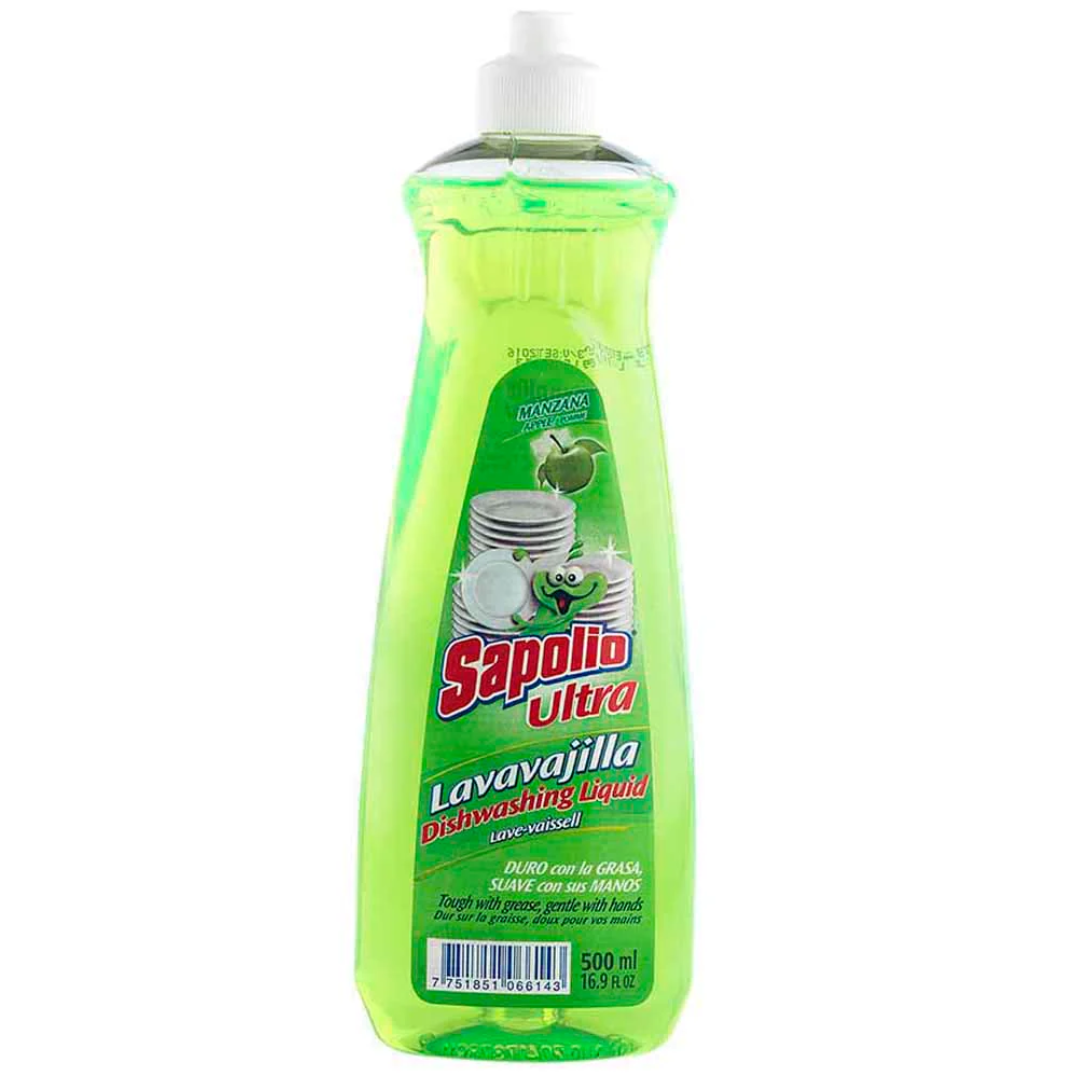 MANZANA
APPLE / POMME
Sapolio
Ultra
Lavavajilla
Dishwashing Liquid
Lave-vaissell
DURO con la GRASA,
SUAVE con sus MANOS
Tough with grease, gentle with hands
Dur sur la graisse, doux pour vos mains
7 751851 066143
500 ml
16.9 FL OZ